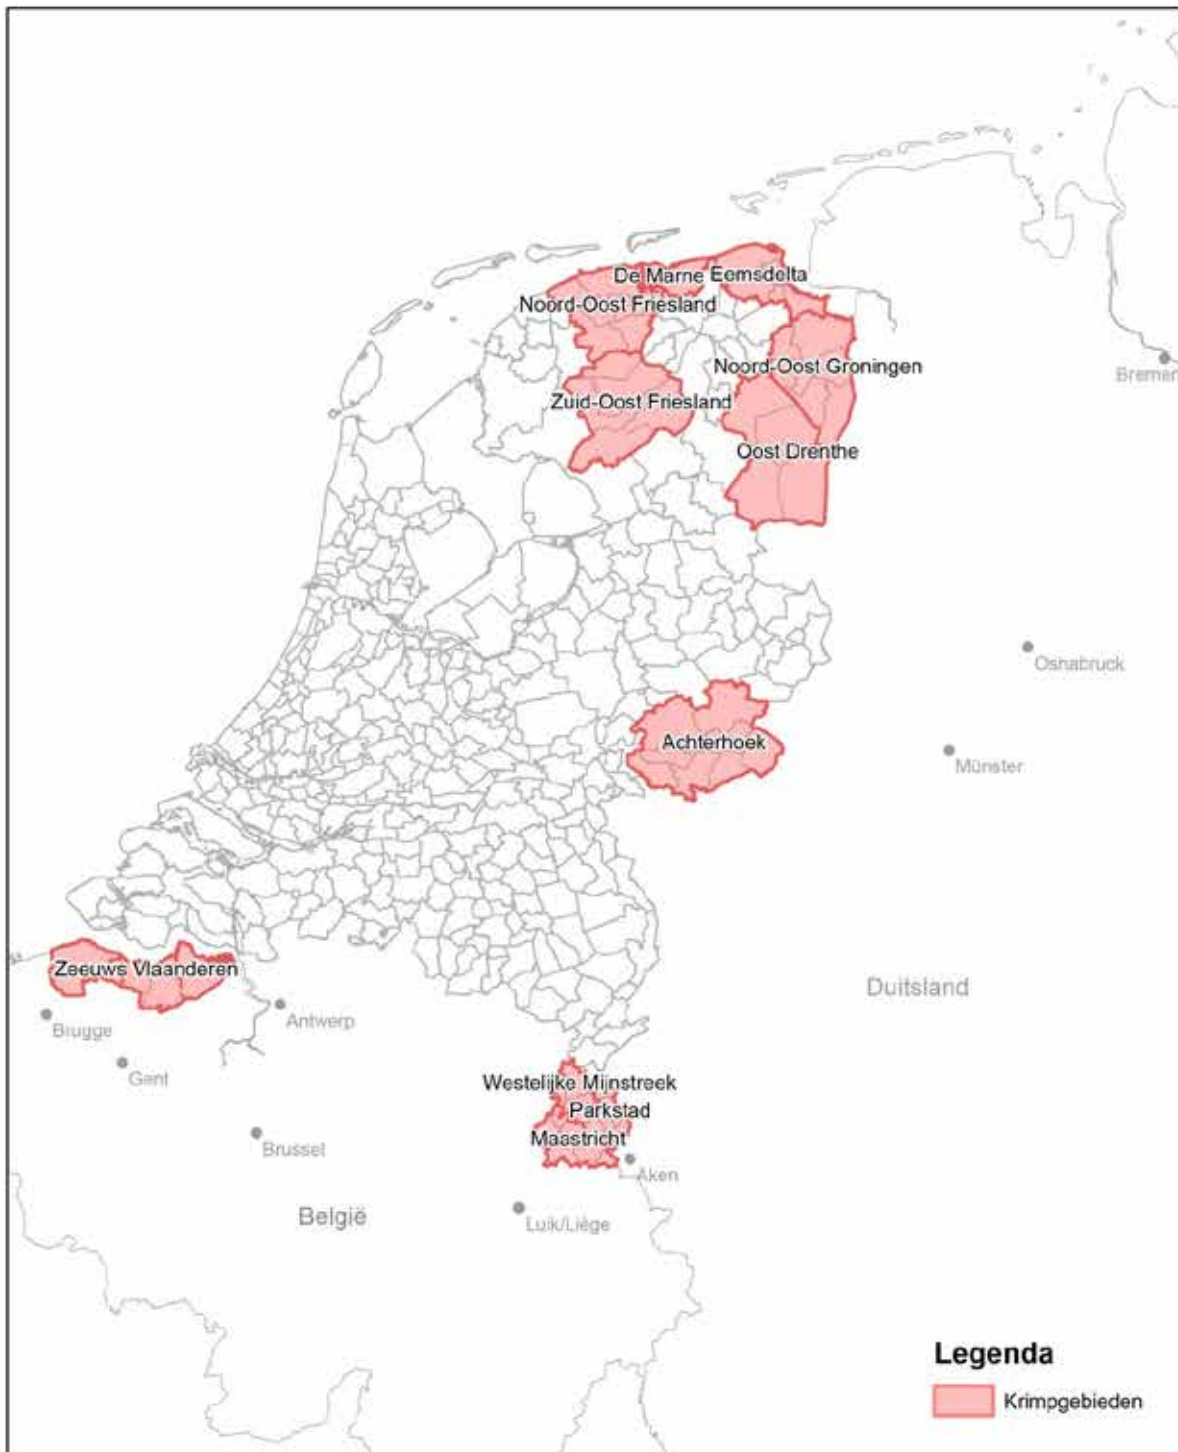 De Marne Eemsdelta
Noord-Oost Friesland
Noord-Oost Groningen
Bremen
Zuid-Oost Friesland
Oost Drenthe
Oshabruck
Achterhoek
Münster
Zeeuws Vlaanderen
Duitsland
Antwerp
Brugge
Gent
Westelijke Mijnstreek
Parkstad
Maastricht
Brussel
Aken
België
Luik/Liège
Legenda
Krimpgebieden